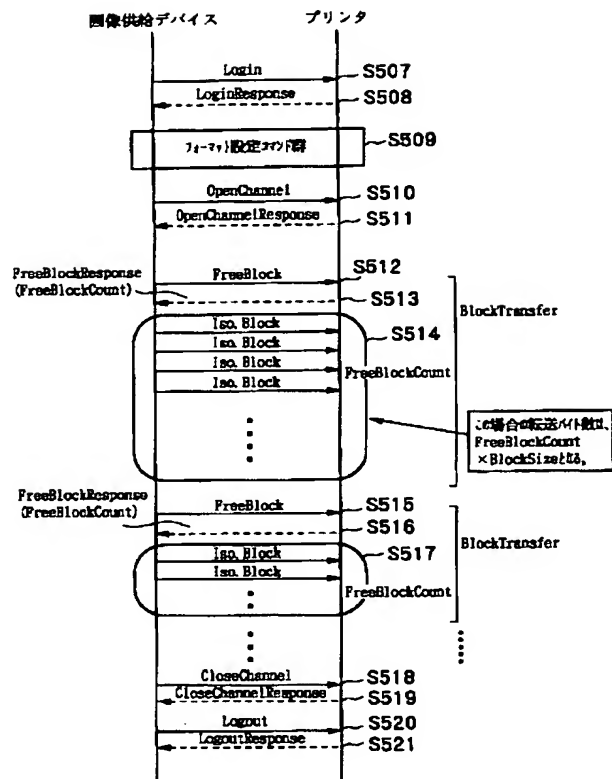 画像供給デバイス
プリンタ
Login
S507
LoginResponse
S508
フォーマット設定コマンド群
S509
OpenChannel
S510
OpenChannelResponse
S511
FreeBlockResponse
(FreeBlockCount)
FreeBlock
S512
S513
BlockTransfer
Iso.Block
S514
Iso.Block
Iso.Block
FreeBlockCount
Iso.Block
この場合の転送バイト数は、
FreeBlockCount
×BlockSizeとなる。
FreeBlockResponse
(FreeBlockCount)
FreeBlock
S515
S516
BlockTransfer
Iso.Block
S517
Iso.Block
FreeBlockCount
CloseChannel
S518
CloseChannelResponse
S519
Logout
S520
LogoutResponse
S521